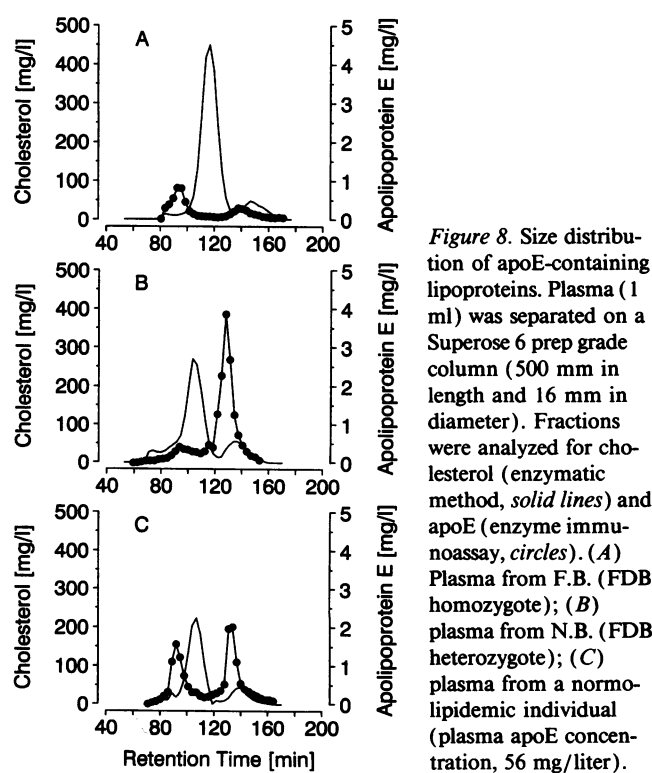 A
Cholesterol [mg/l]
500
400
300
200
100
0
5
4
3
2
1
0
Apolipoprotein E [mg/l]
40 80 120 160 200
B
Cholesterol [mg/l]
500
400
300
200
100
0
5
4
3
2
1
0
Apolipoprotein E [mg/l]
40 80 120 160 200
C
Cholesterol [mg/l]
500
400
300
200
100
0
5
4
3
2
1
0
Apolipoprotein E [mg/l]
40 80 120 160 200
Retention Time [min]
Figure 8. Size distribu-
tion of apoE-containing
lipoproteins. Plasma (1
ml) was separated on a
Superose 6 prep grade
column (500 mm in
length and 16 mm in
diameter). Fractions
were analyzed for cho-
lesterol (enzymatic
method, solid lines) and
apoE (enzyme immu-
noassay, circles). (A)
Plasma from F.B. (FDB
homozygote); (B)
plasma from N.B. (FDB
heterozygote); (C)
plasma from a normo-
lipidemic individual
(plasma apoE concen-
tration, 56 mg/liter).